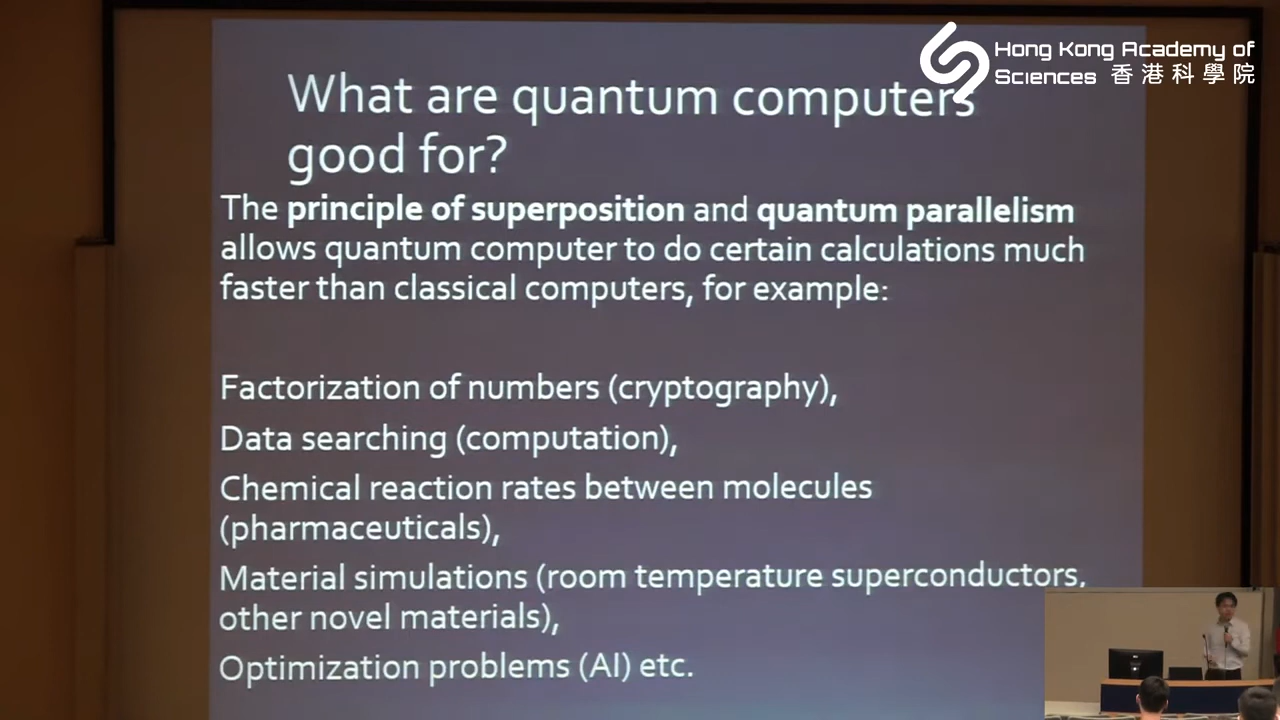 Hong Kong Academy of
Sciences 香港科學院
What are quantum computers
good for?
The principle of superposition and quantum parallelism
allows quantum computer to do certain calculations much
faster than classical computers, for example:
Factorization of numbers (cryptography),
Data searching (computation),
Chemical reaction rates between molecules
(pharmaceuticals),
Material simulations (room temperature superconductors,
other novel materials),
Optimization problems (AI) etc.